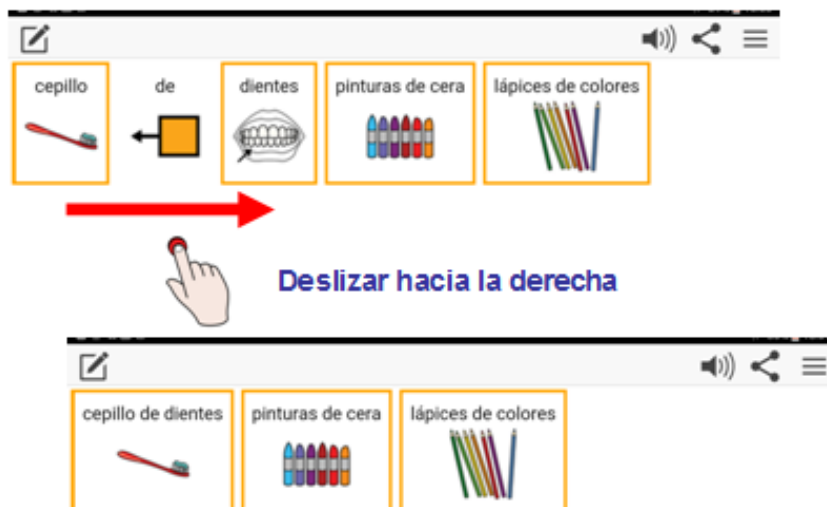 cepillo de dientes pinturas de cera lápices de colores
Deslizar hacia la derecha
cepillo de dientes pinturas de cera lápices de colores